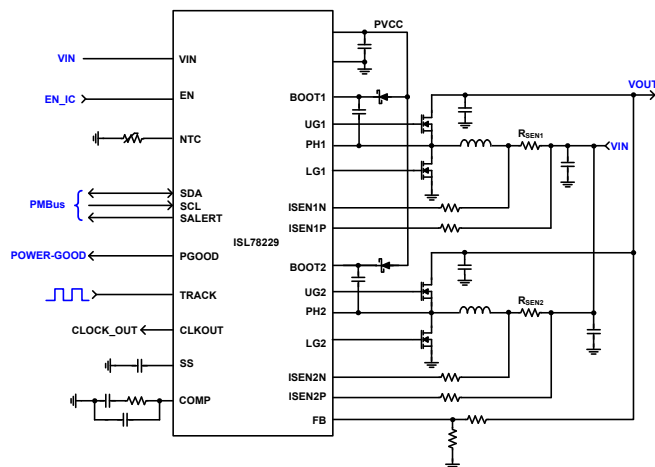 PVCC
VIN
VIN
EN_IC
EN
NTC
PMBus
SDA
SCL
SALERT
POWER-GOOD
PGOOD
TRACK
CLOCK_OUT
CLKOUT
SS
COMP
ISL78229
BOOT1
UG1
PH1
LG1
ISEN1N
ISEN1P
BOOT2
UG2
PH2
LG2
ISEN2N
ISEN2P
FB
VOUT
RSEN1
VIN
RSEN2